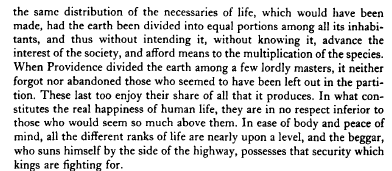 the same distribution of the necessaries of life, which would have been
made, had the earth been divided into equal portions among all its inhabi-
tants, and thus without intending it, without knowing it, advance the
interest of the society, and afford means to the multiplication of the species.
When Providence divided the earth among a few lordly masters, it neither
forgot nor abandoned those who seemed to have been left out in the parti-
tion. These last too enjoy their share of all that it produces. In what con-
stitutes the real happiness of human life, they are in no respect inferior to
those who would seem so much above them. In ease of body and peace of
mind, all the different ranks of life are nearly upon a level, and the beggar,
who suns himself by the side of the highway, possesses that security which
kings are fighting for.